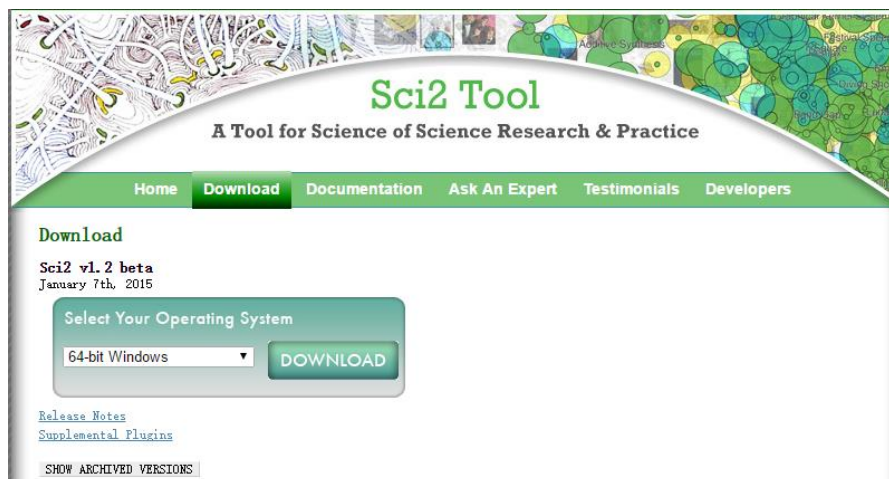 Additive Synthesis
Sci2 Tool
A Tool for Science of Science Research & Practice
Home Download Documentation Ask An Expert Testimonials Developers
Download
Sci2 v1.2 beta
January 7th, 2015
Select Your Operating System
64-bit Windows DOWNLOAD
Release Notes
Supplemental Plugins
SHOW ARCHIVED VERSIONS